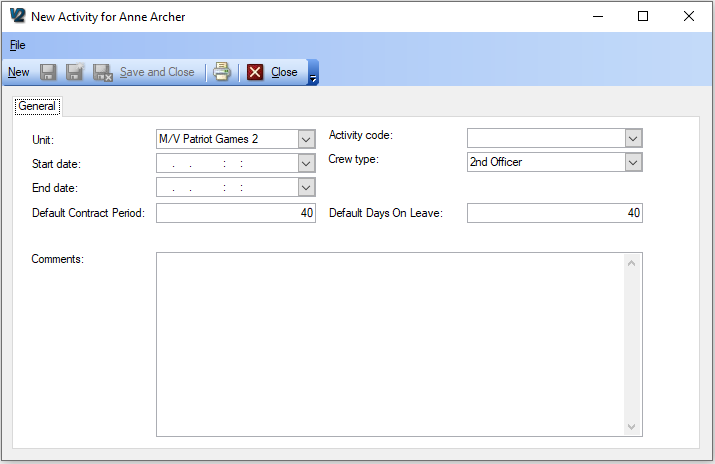 V2 New Activity for Anne Archer
File
New Save and Close Close
General
Unit: M/V Patriot Games 2 Activity code:
Start date: . . : : Crew type: 2nd Officer
End date: . . : :
Default Contract Period: 40 Default Days On Leave: 40
Comments: